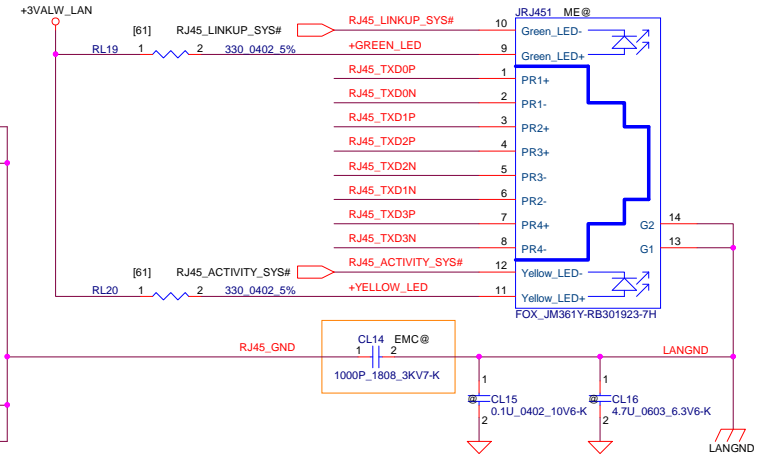 +3VALW_LAN
[61] RJ45_LINKUP_SYS#
RJ45_LINKUP_SYS# 10
JRJ451 ME@
Green_LED-
RL19 1 2 330_0402_5%
+GREEN_LED 9 Green_LED+
RJ45_TXD0P 1 PR1+
RJ45_TXD0N 2 PR1-
RJ45_TXD1P 3 PR2+
RJ45_TXD2P 4 PR3+
RJ45_TXD2N 5 PR3-
RJ45_TXD1N 6 PR2-
RJ45_TXD3P 7 PR4+
G2 14
RJ45_TXD3N 8 PR4-
G1 13
[61] RJ45_ACTIVITY_SYS#
RJ45_ACTIVITY_SYS# 12 Yellow_LED-
RL20 1 2 330_0402_5%
+YELLOW_LED 11 Yellow_LED+
FOX_JM361Y-RB301923-7H
RJ45_GND
CL14 EMC@
1 2
1000P_1808_3KV7-K
LANGND
1
@ CL15
0.1U_0402_10V6-K
2
1
@ CL16
4.7U_0603_6.3V6-K
2
LANGND